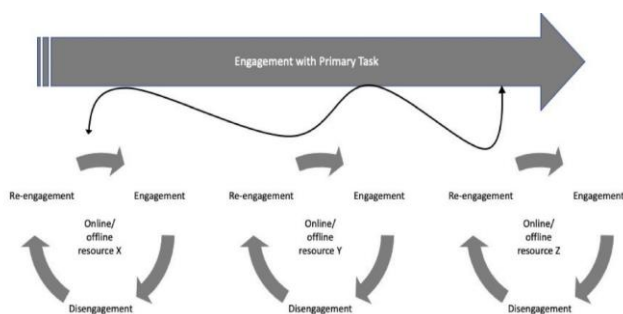 Engagement with Primary Task
Re-engagement
Engagement
Online/
offline
resource X
Disengagement
Re-engagement
Engagement
Online/
offline
resource Y
Disengagement
Re-engagement
Engagement
Online/
offline
resource Z
Disengagement